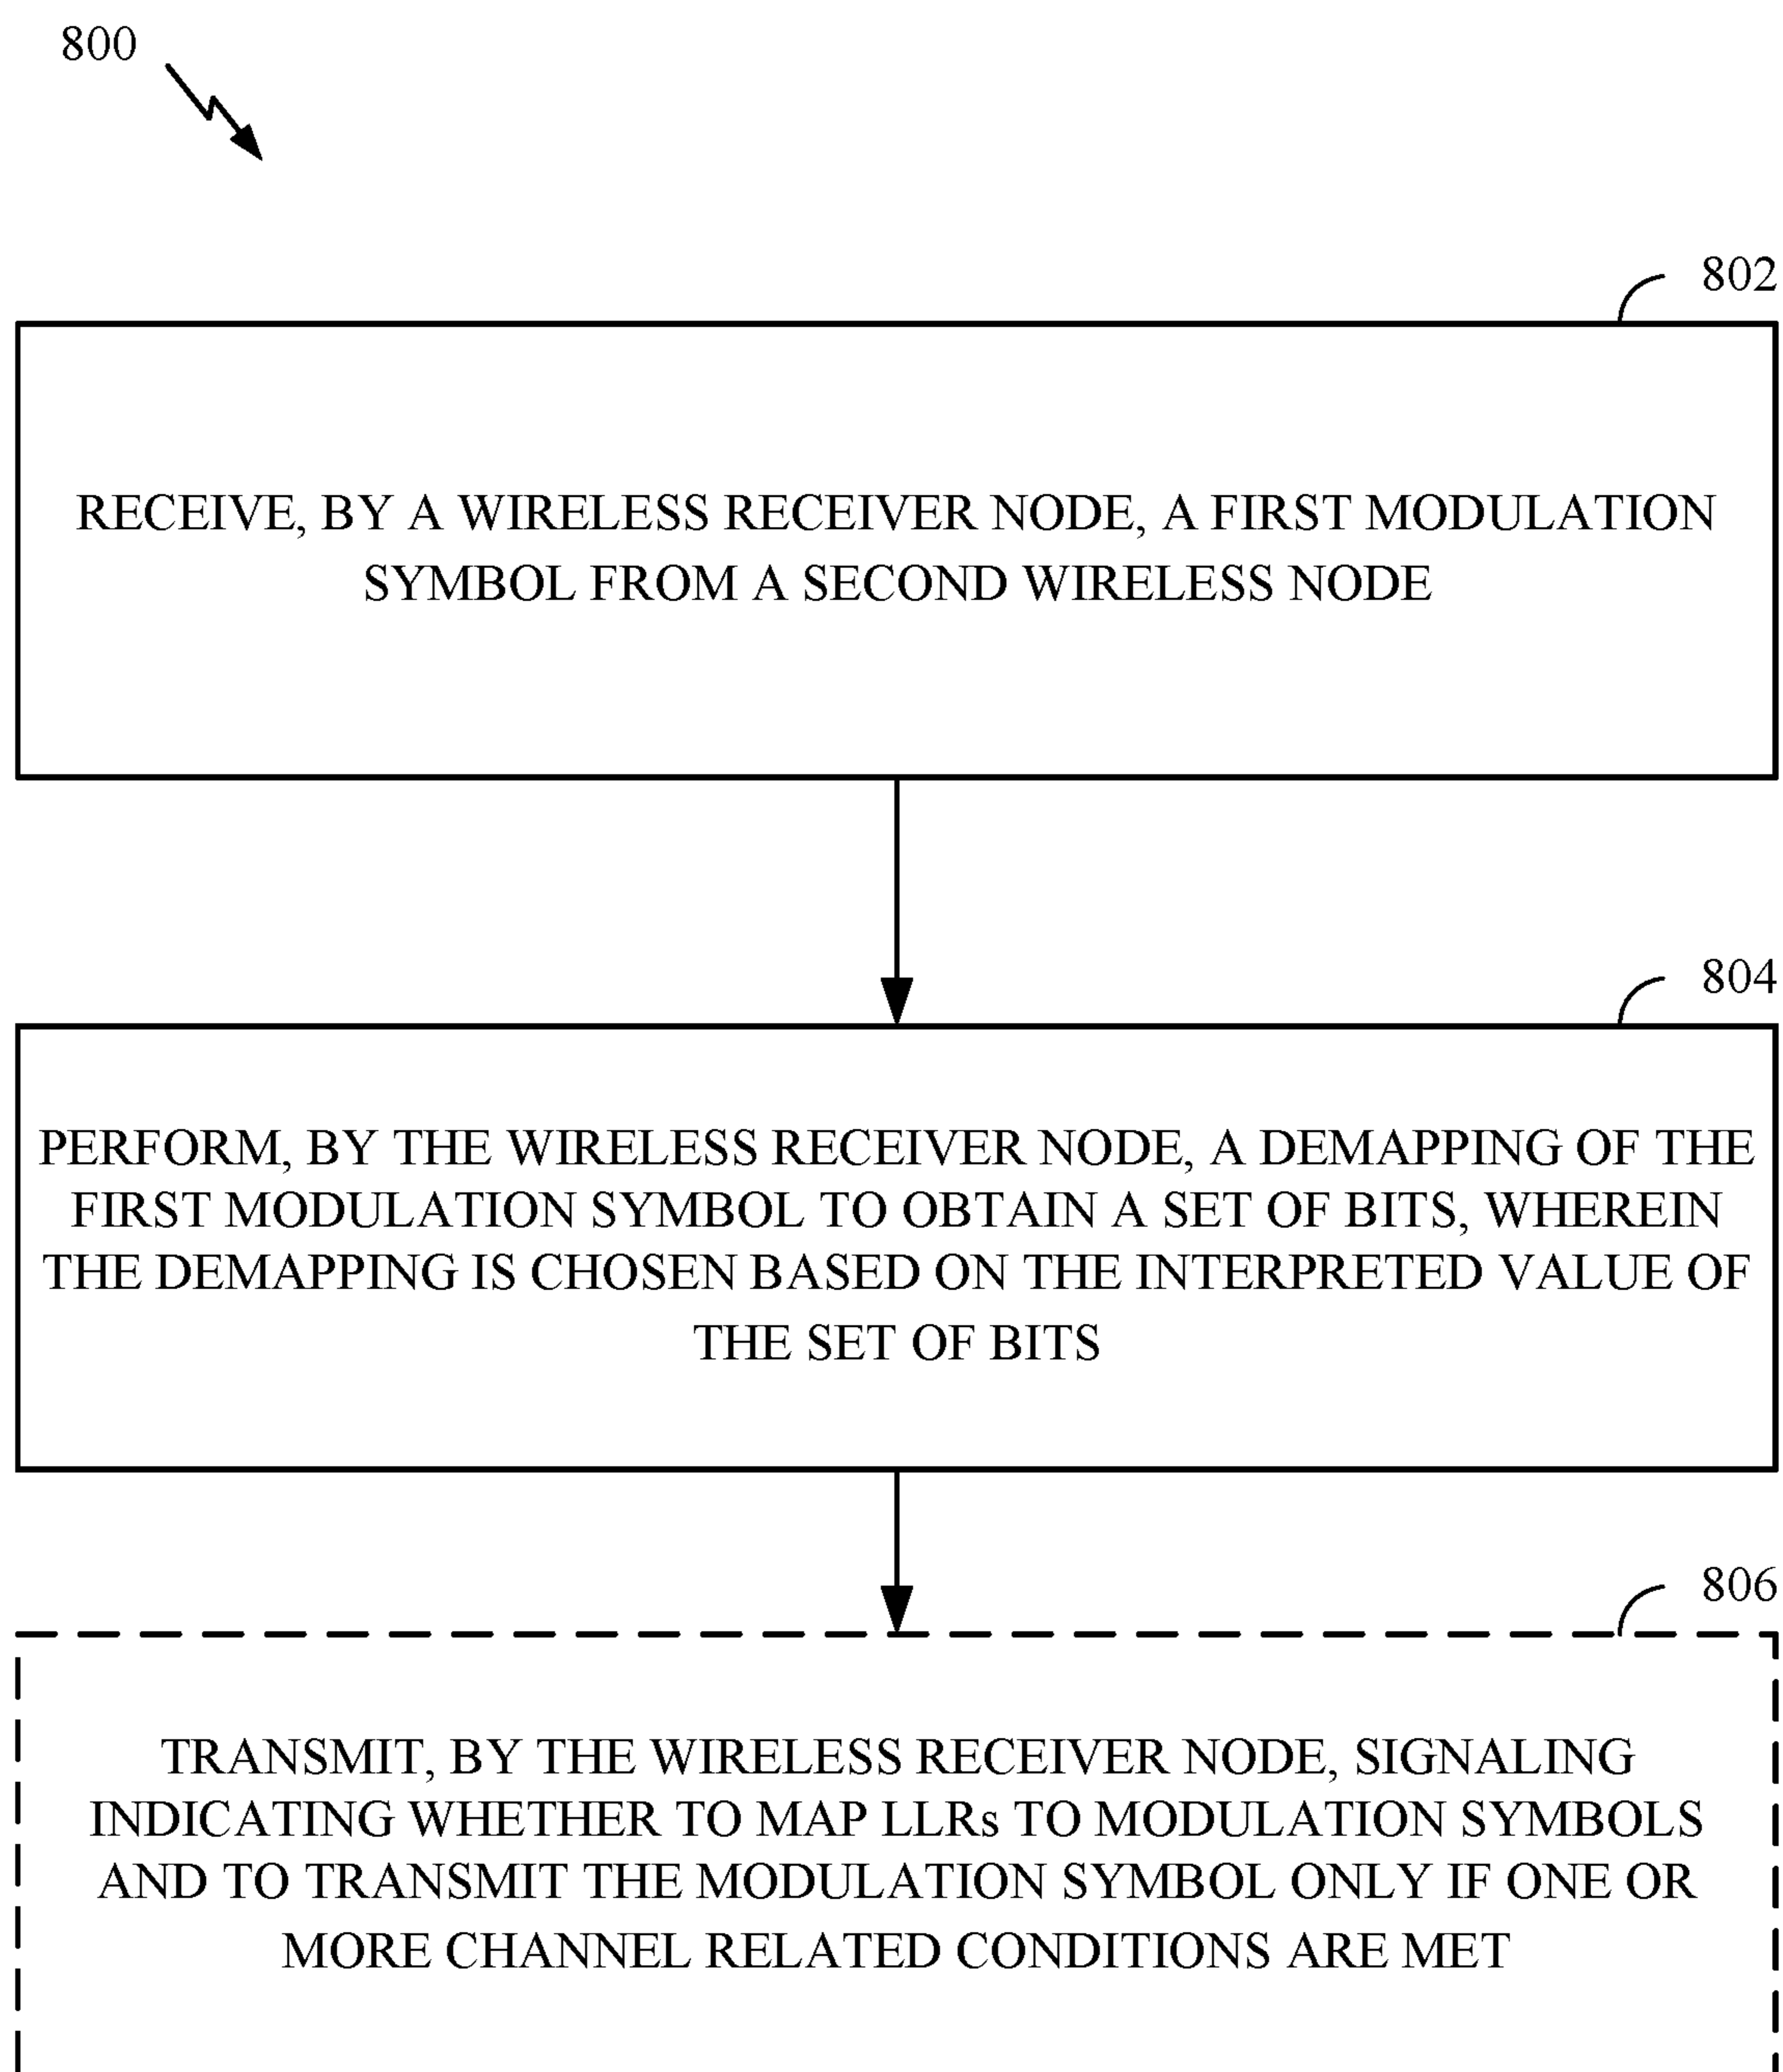 800
802
RECEIVE, BY A WIRELESS RECEIVER NODE, A FIRST MODULATION
SYMBOL FROM A SECOND WIRELESS NODE
804
PERFORM, BY THE WIRELESS RECEIVER NODE, A DEMAPPING OF THE
FIRST MODULATION SYMBOL TO OBTAIN A SET OF BITS, WHEREIN
THE DEMAPPING IS CHOSEN BASED ON THE INTERPRETED VALUE OF
THE SET OF BITS
806
TRANSMIT, BY THE WIRELESS RECEIVER NODE, SIGNALING
INDICATING WHETHER TO MAP LLRs TO MODULATION SYMBOLS
AND TO TRANSMIT THE MODULATION SYMBOL ONLY IF ONE OR
MORE CHANNEL RELATED CONDITIONS ARE MET